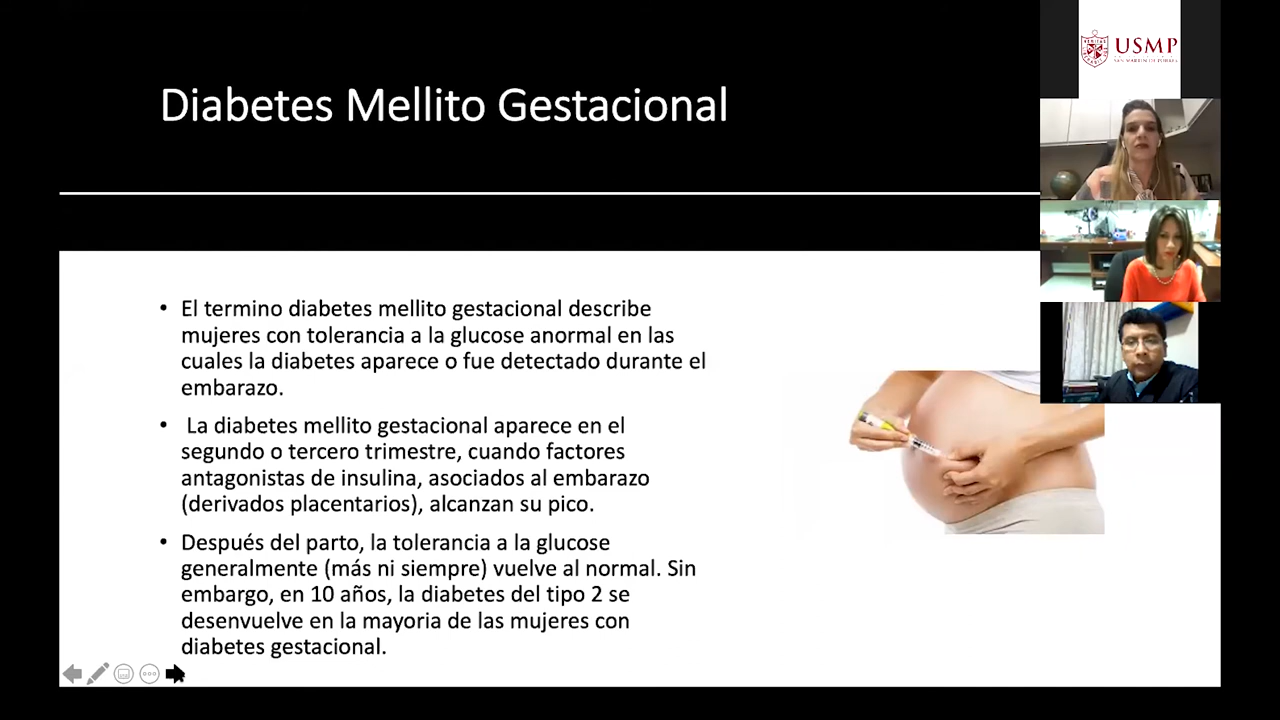 Diabetes Mellito Gestacional
• El termino diabetes mellito gestacional describe
mujeres con tolerancia a la glucose anormal en las
cuales la diabetes aparece o fue detectado durante el
embarazo.
• La diabetes mellito gestacional aparece en el
segundo o tercero trimestre, cuando factores
antagonistas de insulina, asociados al embarazo
(derivados placentarios), alcanzan su pico.
• Después del parto, la tolerancia a la glucose
generalmente (más ni siempre) vuelve al normal. Sin
embargo, en 10 años, la diabetes del tipo 2 se
desenvuelve en la mayoria de las mujeres con
diabetes gestacional.
USMP